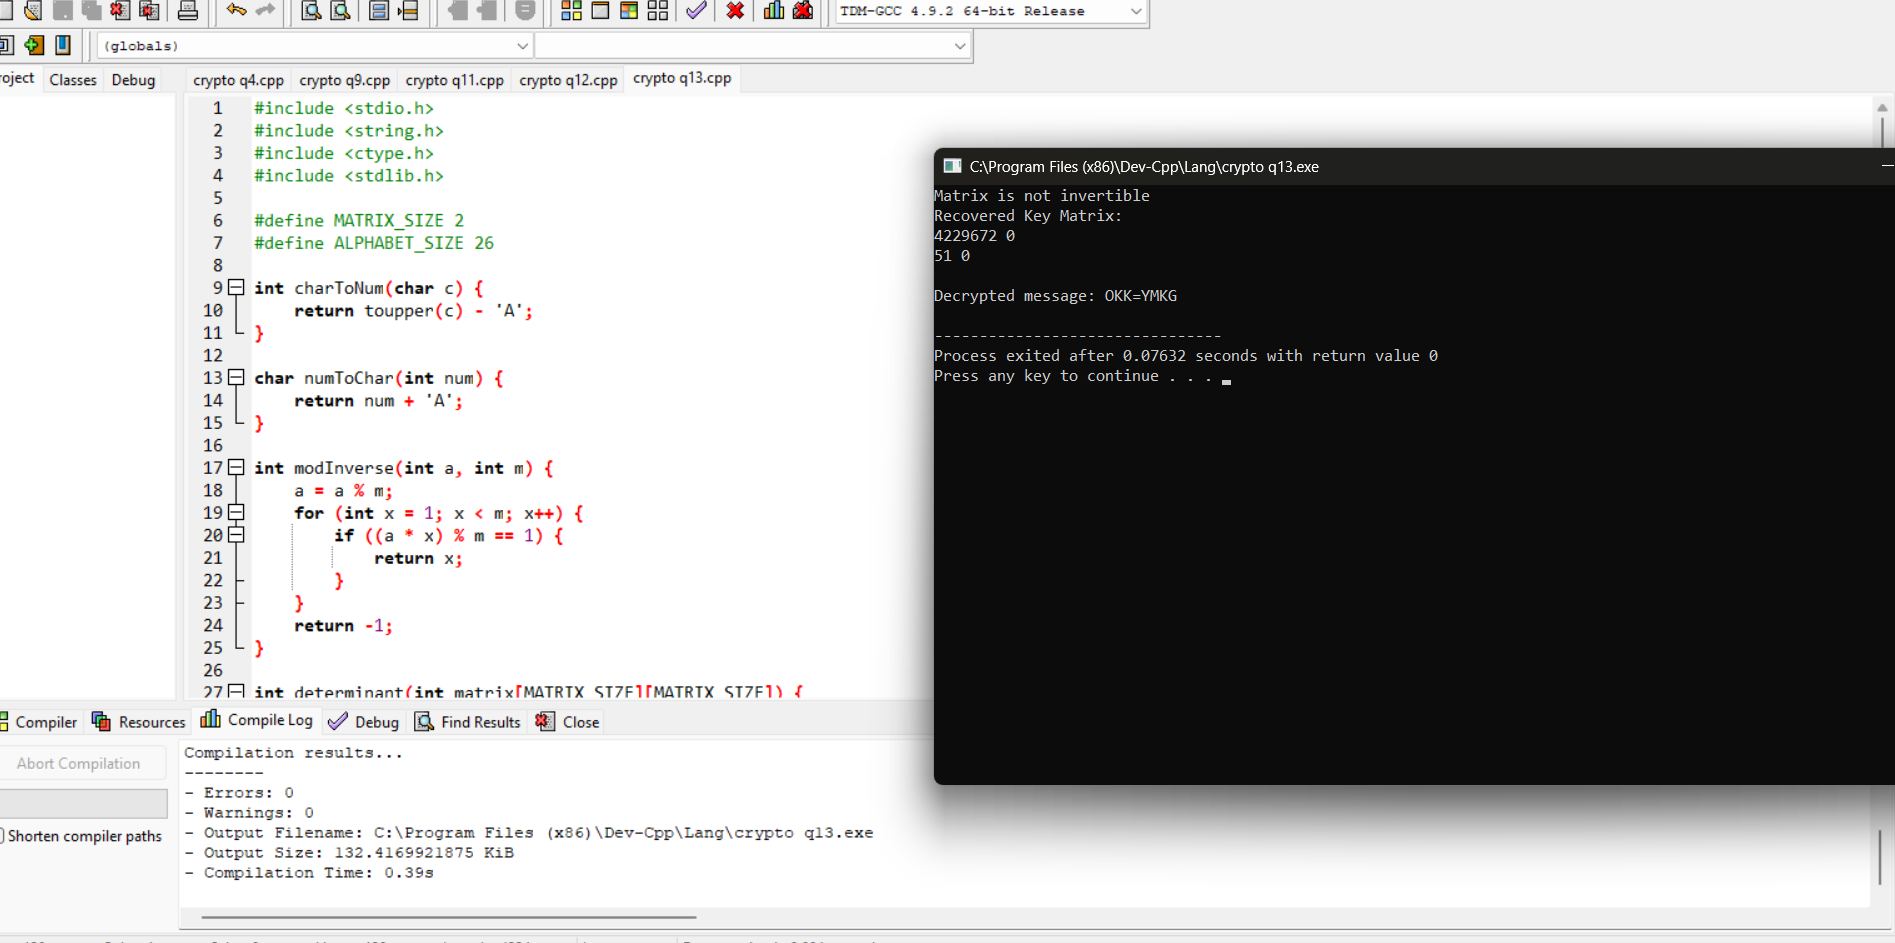 TDM-GCC 4.9.2 64-bit Release
(globals)
roject Classes Debug crypto q4.cpp crypto q9.cpp crypto q11.cpp crypto q12.cpp crypto q13.cpp
1 #include <stdio.h>
2 #include <string.h>
3 #include <ctype.h>
4 #include <stdlib.h>
5
6 #define MATRIX_SIZE 2
7 #define ALPHABET_SIZE 26
8
9 int charToNum(char c) {
10 return toupper(c) - 'A';
11 }
12
13 char numToChar(int num) {
14 return num + 'A';
15 }
16
17 int modInverse(int a, int m) {
18 a = a % m;
19 for (int x = 1; x < m; x++) {
20 if ((a * x) % m == 1) {
21 return x;
22 }
23 }
24 return -1;
25 }
26
27 int determinant(int matrix[MATRIX_SIZE][MATRIX_SIZE]) {
C:\Program Files (x86)\Dev-Cpp\Lang\crypto q13.exe
Matrix is not invertible
Recovered Key Matrix:
4229672 0
51 0
Decrypted message: OKK=YMKG
--------------------------------
Process exited after 0.07632 seconds with return value 0
Press any key to continue . . .
Compiler Resources Compile Log Debug Find Results Close
Abort Compilation
Shorten compiler paths
Compilation results...
--------
- Errors: 0
- Warnings: 0
- Output Filename: C:\Program Files (x86)\Dev-Cpp\Lang\crypto q13.exe
- Output Size: 132.4169921875 KiB
- Compilation Time: 0.39s